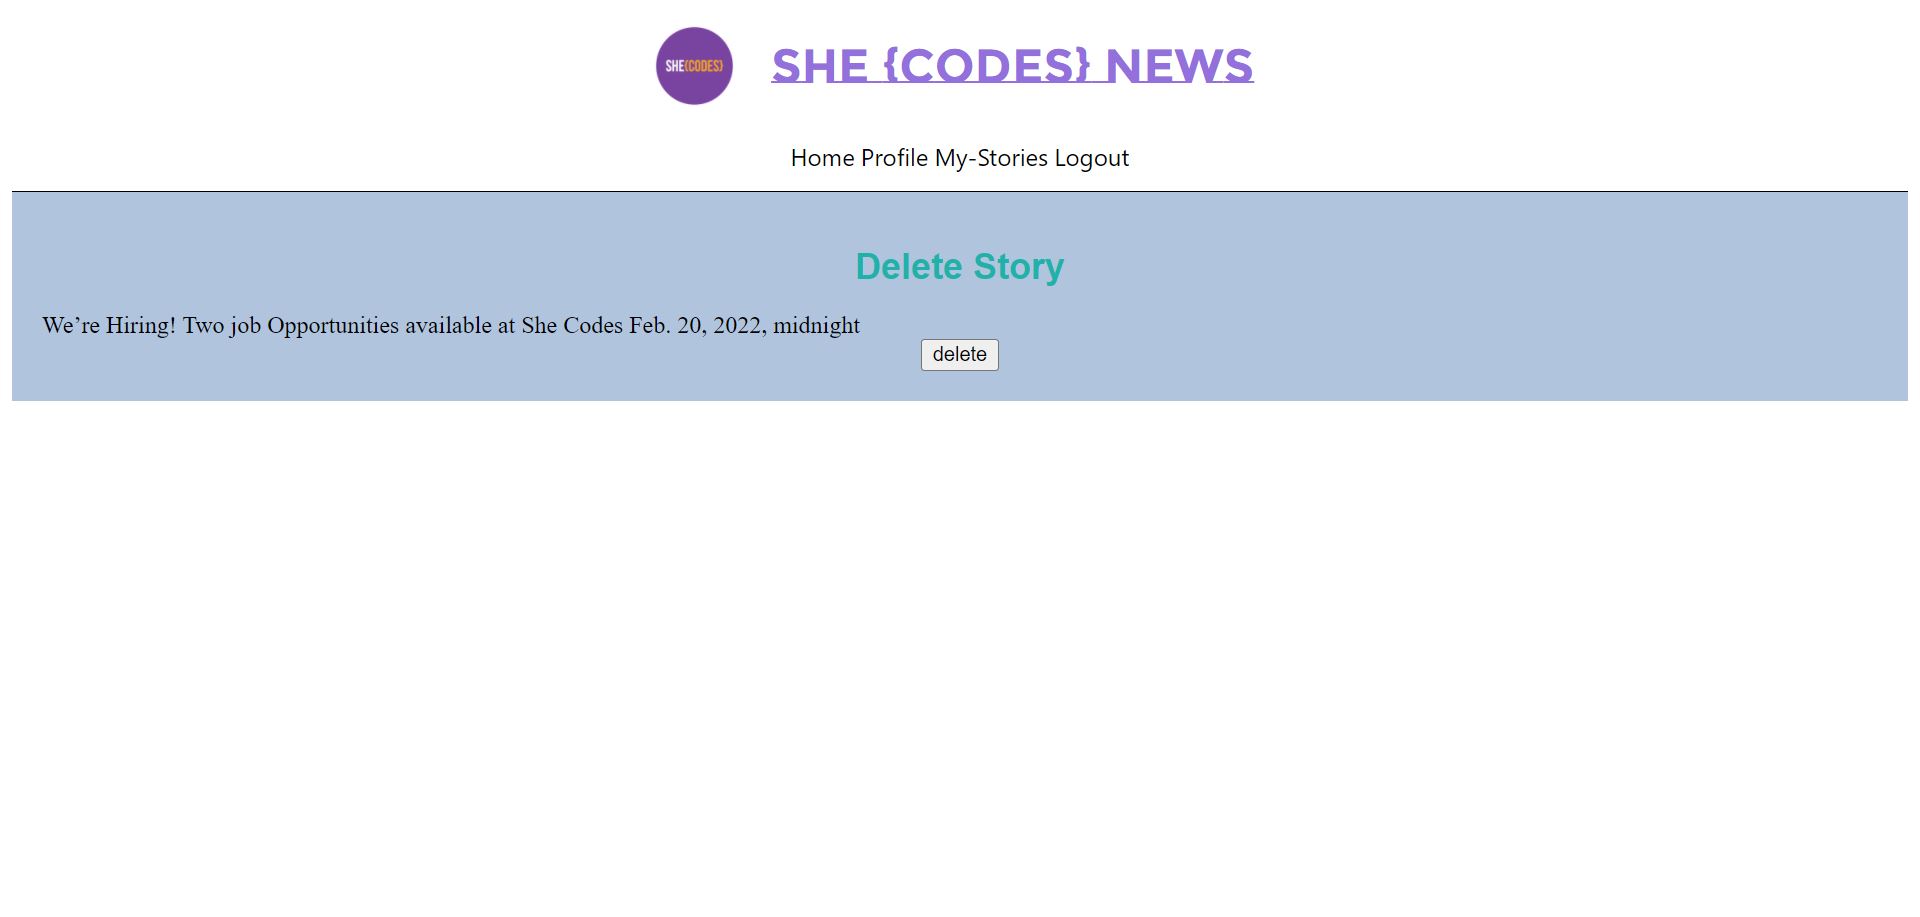 SHE{CODES}
SHE {CODES} NEWS
Home Profile My-Stories Logout
Delete Story
We’re Hiring! Two job Opportunities available at She Codes Feb. 20, 2022, midnight
delete